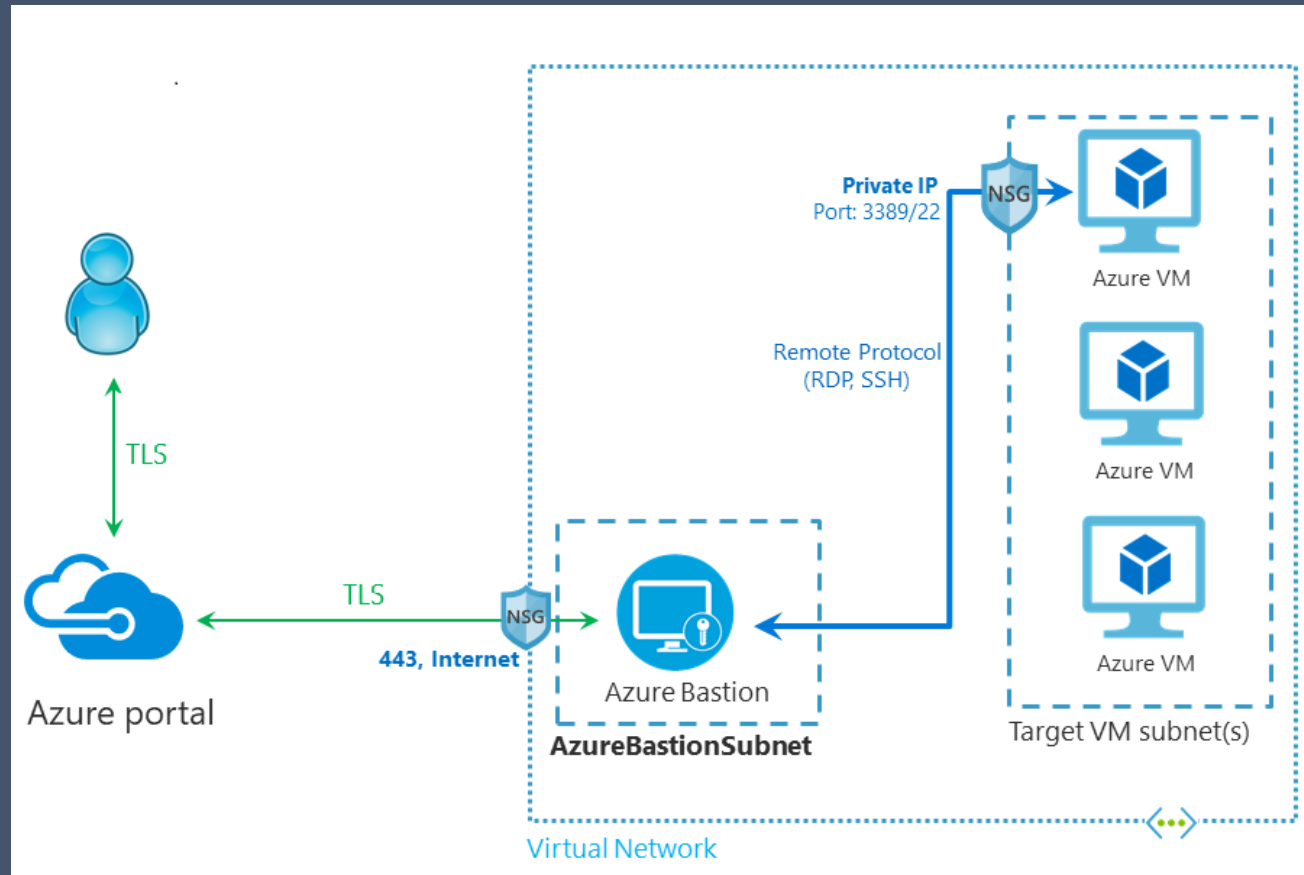 Private IP
Port: 3389/22
NSG
Azure VM
Remote Protocol
(RDP, SSH)
Azure VM
TLS
TLS
NSG
443, Internet
Azure Bastion
Azure VM
Azure portal
AzureBastionSubnet
Target VM subnet(s)
Virtual Network